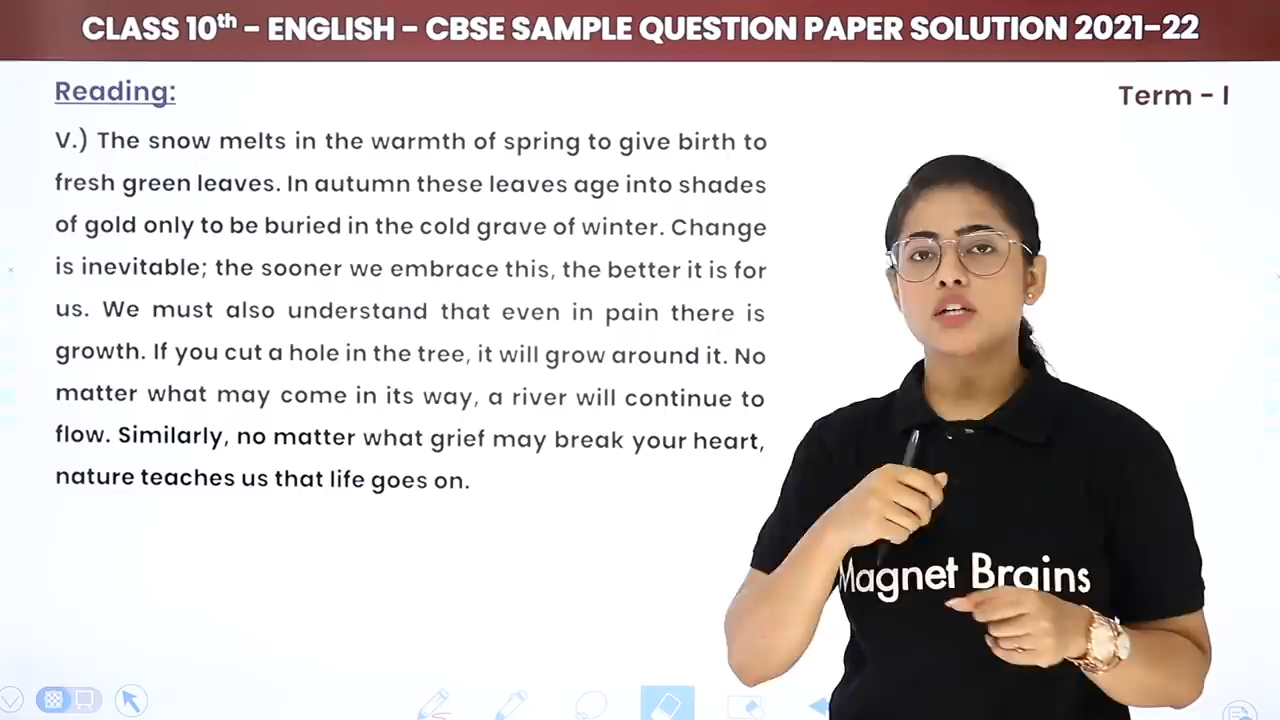 CLASS 10th - ENGLISH - CBSE SAMPLE QUESTION PAPER SOLUTION 2021-22
Reading:
Term - I
V.) The snow melts in the warmth of spring to give birth to
fresh green leaves. In autumn these leaves age into shades
of gold only to be buried in the cold grave of winter. Change
is inevitable; the sooner we embrace this, the better it is for
us. We must also understand that even in pain there is
growth. If you cut a hole in the tree, it will grow around it. No
matter what may come in its way, a river will continue to
flow. Similarly, no matter what grief may break your heart,
nature teaches us that life goes on.
Magnet Brains